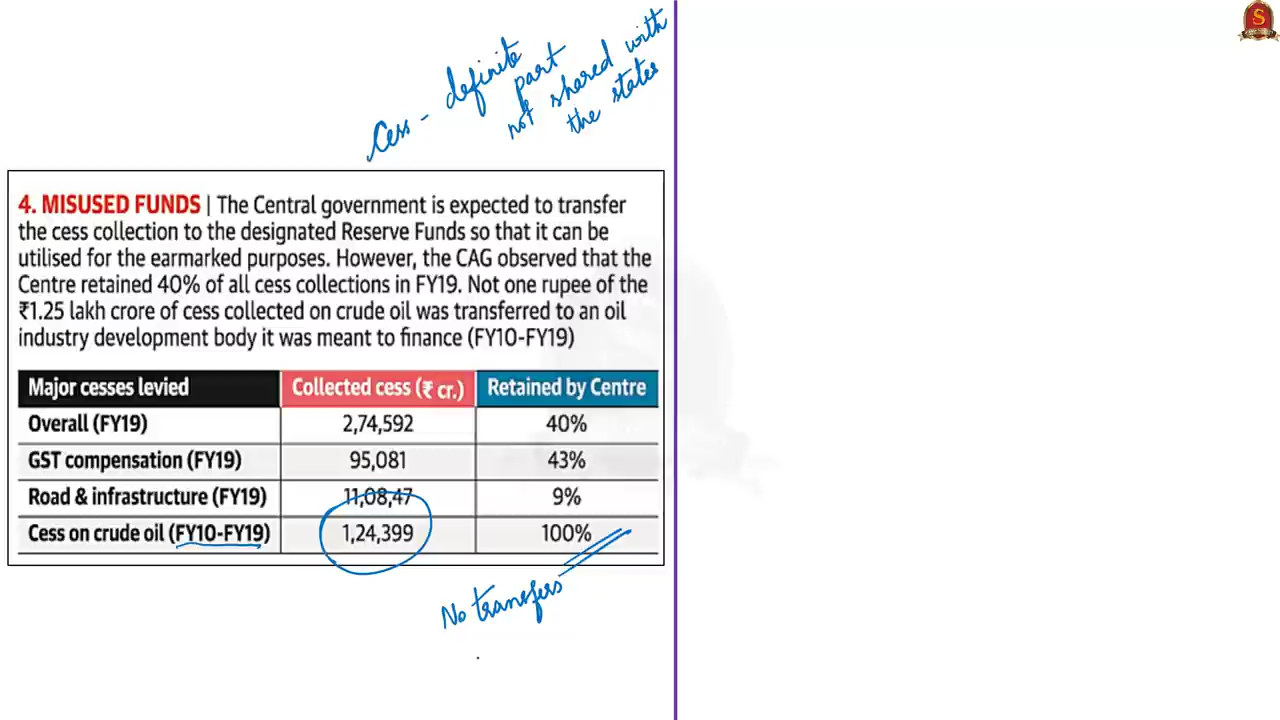 Cess - definite part
not shared with
the states
4. MISUSED FUNDS | The Central government is expected to transfer
the cess collection to the designated Reserve Funds so that it can be
utilised for the earmarked purposes. However, the CAG observed that the
Centre retained 40% of all cess collections in FY19. Not one rupee of the
₹1.25 lakh crore of cess collected on crude oil was transferred to an oil
industry development body it was meant to finance (FY10-FY19)
Major cesses levied Collected cess (₹ cr.) Retained by Centre
Overall (FY19) 2,74,592 40%
GST compensation (FY19) 95,081 43%
Road & infrastructure (FY19) 11,08,47 9%
Cess on crude oil (FY10-FY19) 1,24,399 100%
No transfers
S